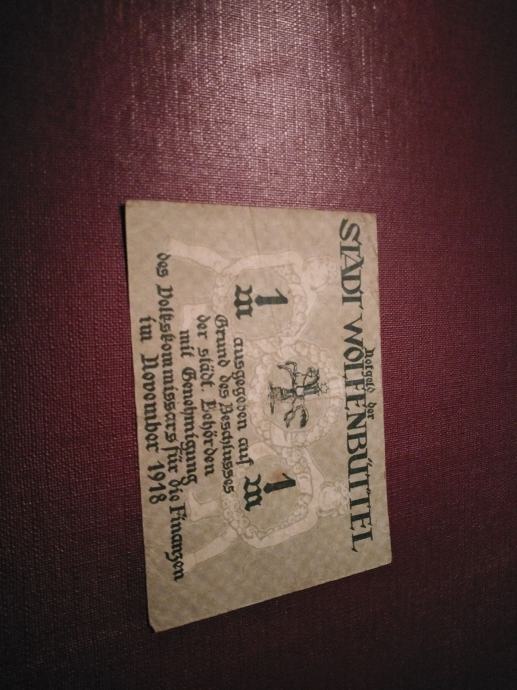 Notgeld der
STADT WOLFENBÜTTEL
1 M 1 M
ausgegeben auf
Grund des Beschlusses
der städt. Behörden
mit Genehmigung
des Volkskommissars für die Finanzen
im November 1918